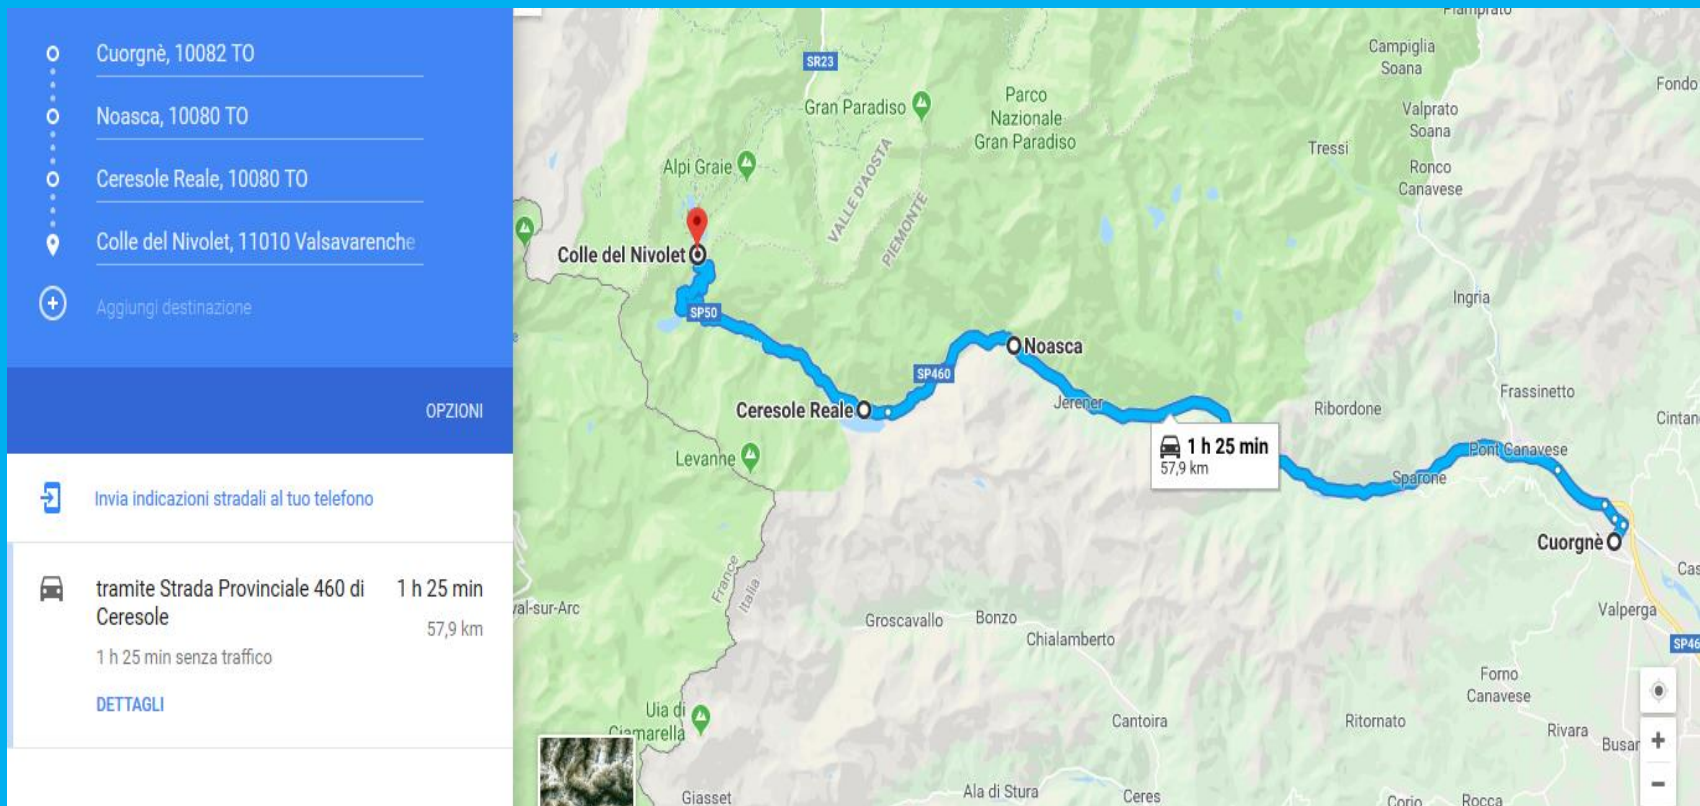 Cuorgnè, 10082 TO
Noasca, 10080 TO
Ceresole Reale, 10080 TO
Colle del Nivolet, 11010 Valsavarenche
Aggiungi destinazione
OPZIONI
Invia indicazioni stradali al tuo telefono
tramite Strada Provinciale 460 di
Ceresole
1 h 25 min
57,9 km
1 h 25 min senza traffico
DETTAGLI
Piamprato
Campiglia
Soana
SR23
Fondo
Gran Paradiso
Parco
Nazionale
Gran Paradiso
Valprato
Soana
Tressi
Alpi Graie
VALLE D'AOSTA
PIEMONTE
Ronco
Canavese
Colle del Nivolet
SP50
Ingria
Noasca
SP460
Frassinetto
Ceresole Reale
Jerener
Ribordone
Cintan
1 h 25 min
57,9 km
Levanne
Pont Canavese
Sparone
Cuorgnè
France
Italia
Cas
val-sur-Arc
Groscavallo
Bonzo
Chialamberto
Valperga
SP46
Forno
Canavese
Uia di
Ciamarella
Cantoira
Ritornato
Rivara
Busar
Giasset
Ala di Stura
Ceres
Corio
Rocca